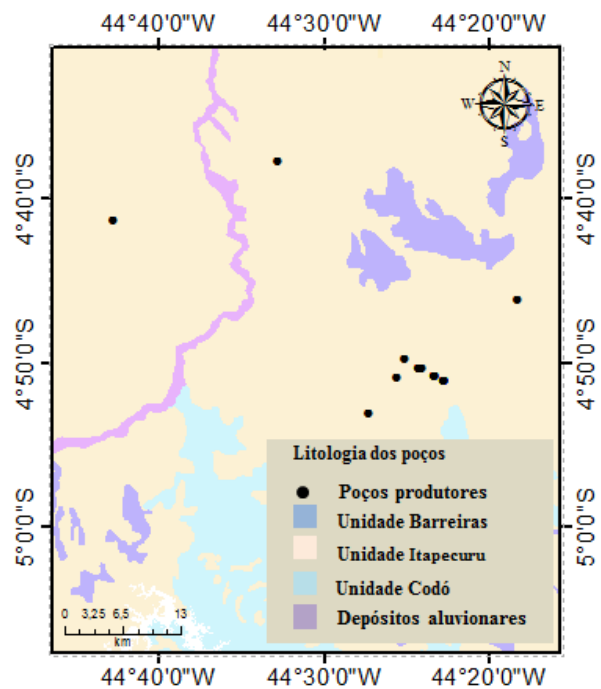 44°40'0"W 44°30'0"W 44°20'0"W
N
W E
S
4°40'0"S 4°40'0"S
4°50'0"S 4°50'0"S
5°0'0"S 5°0'0"S
Litologia dos poços
Poços produtores
Unidade Barreiras
Unidade Itapecuru
Unidade Codó
Depósitos aluvionares
0 3,25 6,5 13
km
44°40'0"W 44°30'0"W 44°20'0"W